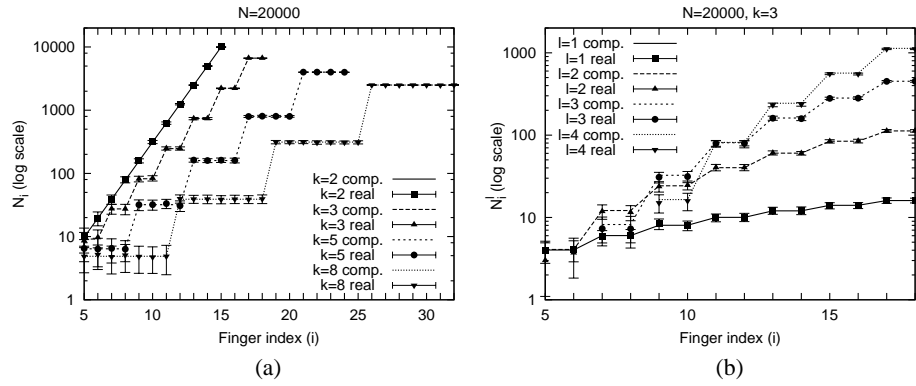 N=20000
N_i (log scale)
10000
1000
100
10
1
5 10 15 20 25 30
Finger index (i)
k=2 comp.
k=2 real
k=3 comp.
k=3 real
k=5 comp.
k=5 real
k=8 comp.
k=8 real
(a)
N=20000, k=3
N_i^l (log scale)
1000
100
10
1
5 10 15
Finger index (i)
l=1 comp.
l=1 real
l=2 comp.
l=2 real
l=3 comp.
l=3 real
l=4 comp.
l=4 real
(b)